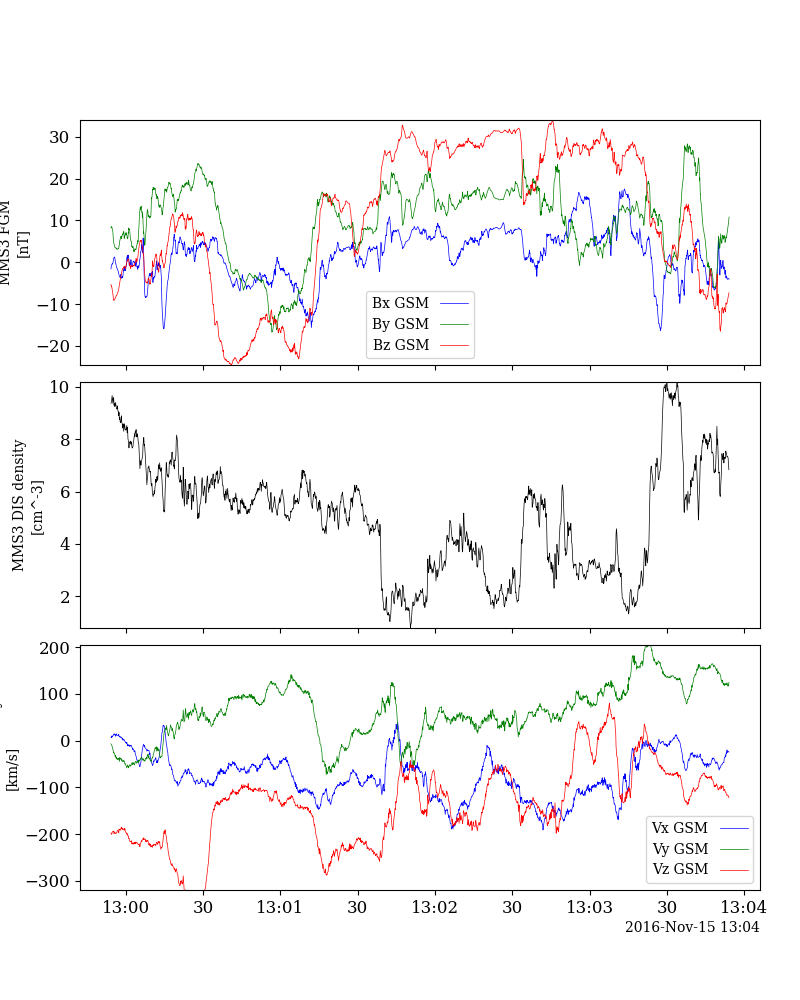 MMS3 FGM
[nT]
30
20
10
0
−10
−20
Bx GSM
By GSM
Bz GSM
MMS3 DIS density
[cm^-3]
10
8
6
4
2
[km/s]
200
100
0
−100
−200
−300
Vx GSM
Vy GSM
Vz GSM
13:00
30
13:01
30
13:02
30
13:03
30
13:04
2016-Nov-15 13:04